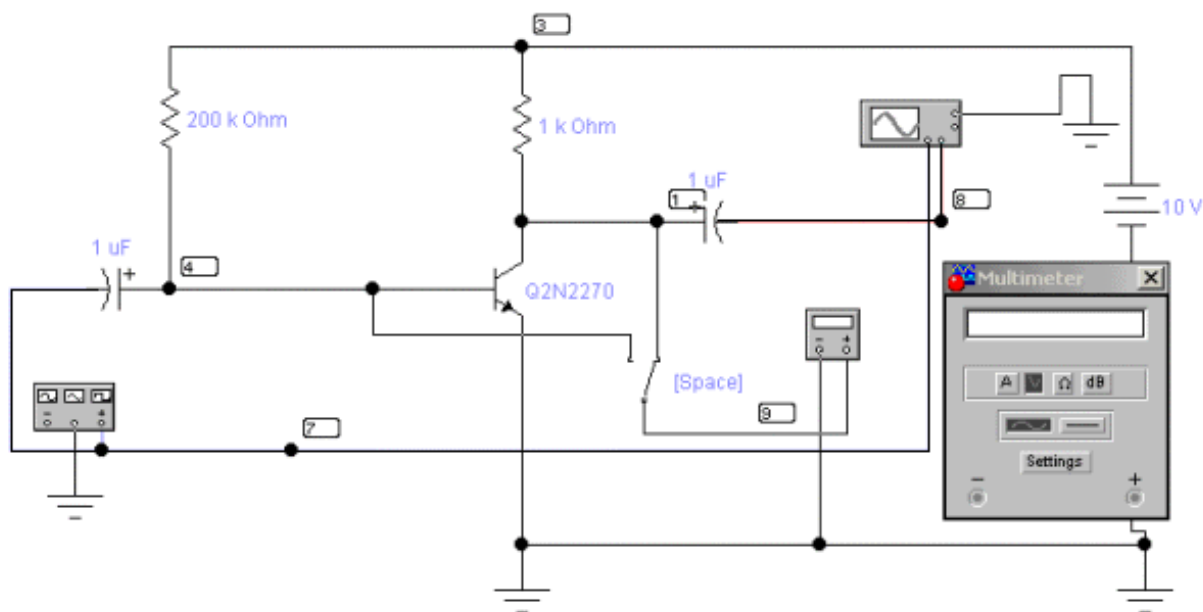 3
200 k Ohm
1 k Ohm
1 uF
1
8
10 V
1 uF
4
Q2N2270
Multimeter
[Space]
A V Ω dB
9
7
Settings